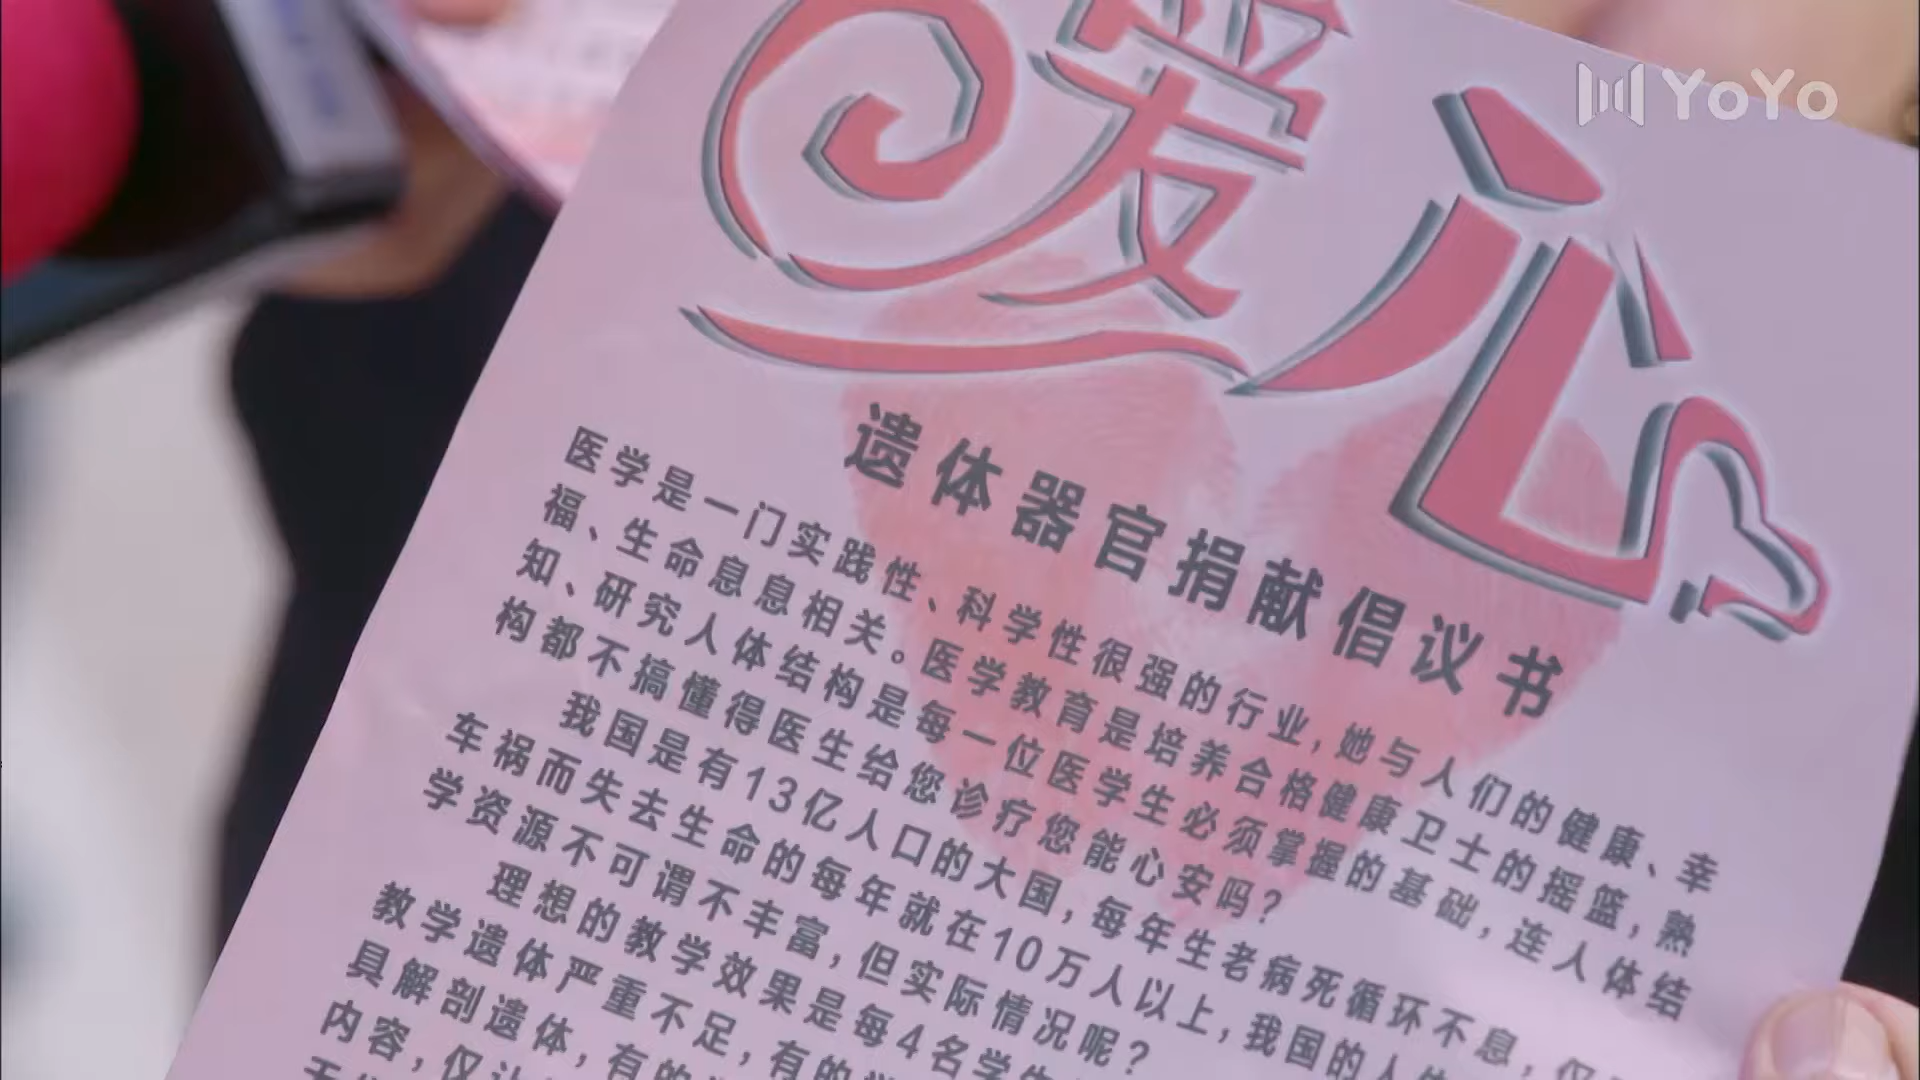 YoYo
爱心
遗体器官捐献倡议书
医学是一门实践性、科学性很强的行业,她与人们的健康、幸
福、生命息息相关。医学教育是培养合格健康卫士的摇篮,熟
知、研究人体结构是每一位医学生必须掌握的基础,连人体结
构都不搞懂得医生给您诊疗您能心安吗?
我国是有13亿人口的大国,每年生老病死循环不息,仅
车祸而失去生命的每年就在10万人以上,我国的人
学资源不可谓不丰富,但实际情况呢?
理想的教学效果是每4名学生
教学遗体严重不足,有的
具解剖遗体,有的
内容,仅让